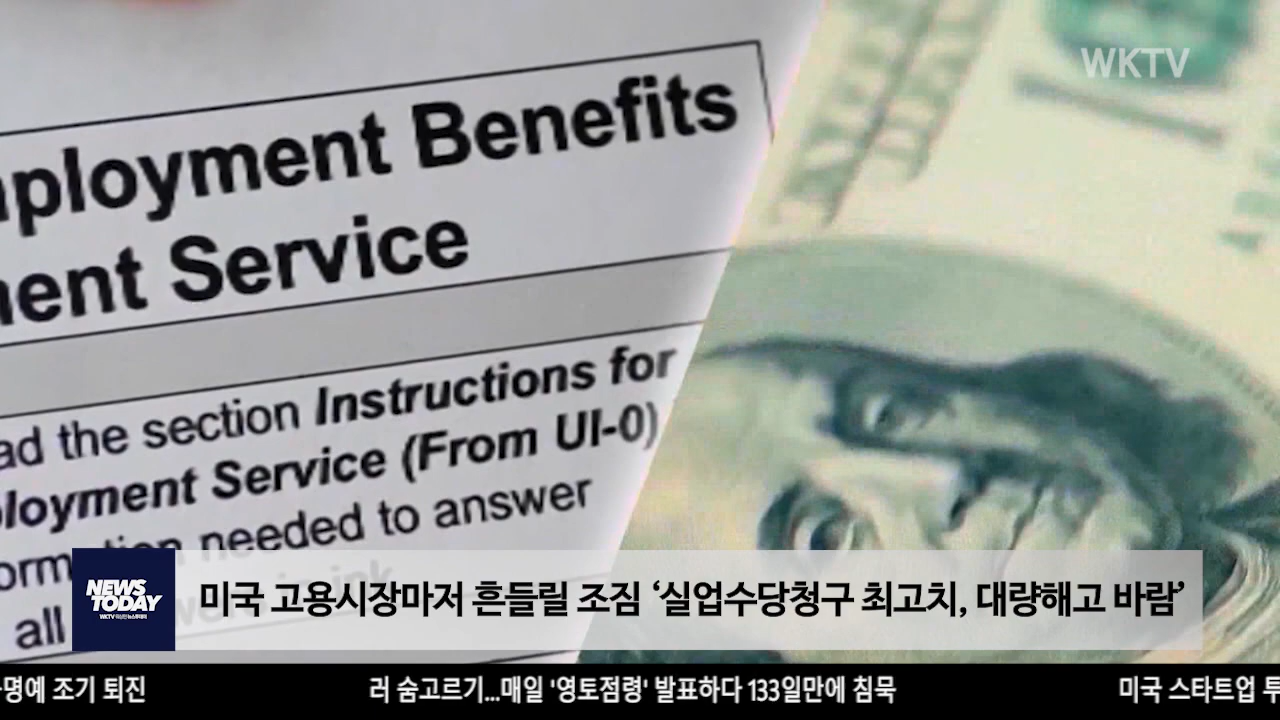 WKTV
ployment Benefits
ment Service
ad the section Instructions for
ployment Service (From UI-0)
needed to answer
all
NEWS TODAY
미국 고용시장마저 흔들릴 조짐 ‘실업수당청구 최고치, 대량해고 바람’
명예 조기 퇴진 러 숨고르기...매일 '영토점령' 발표하다 133일만에 침묵 미국 스타트업 투